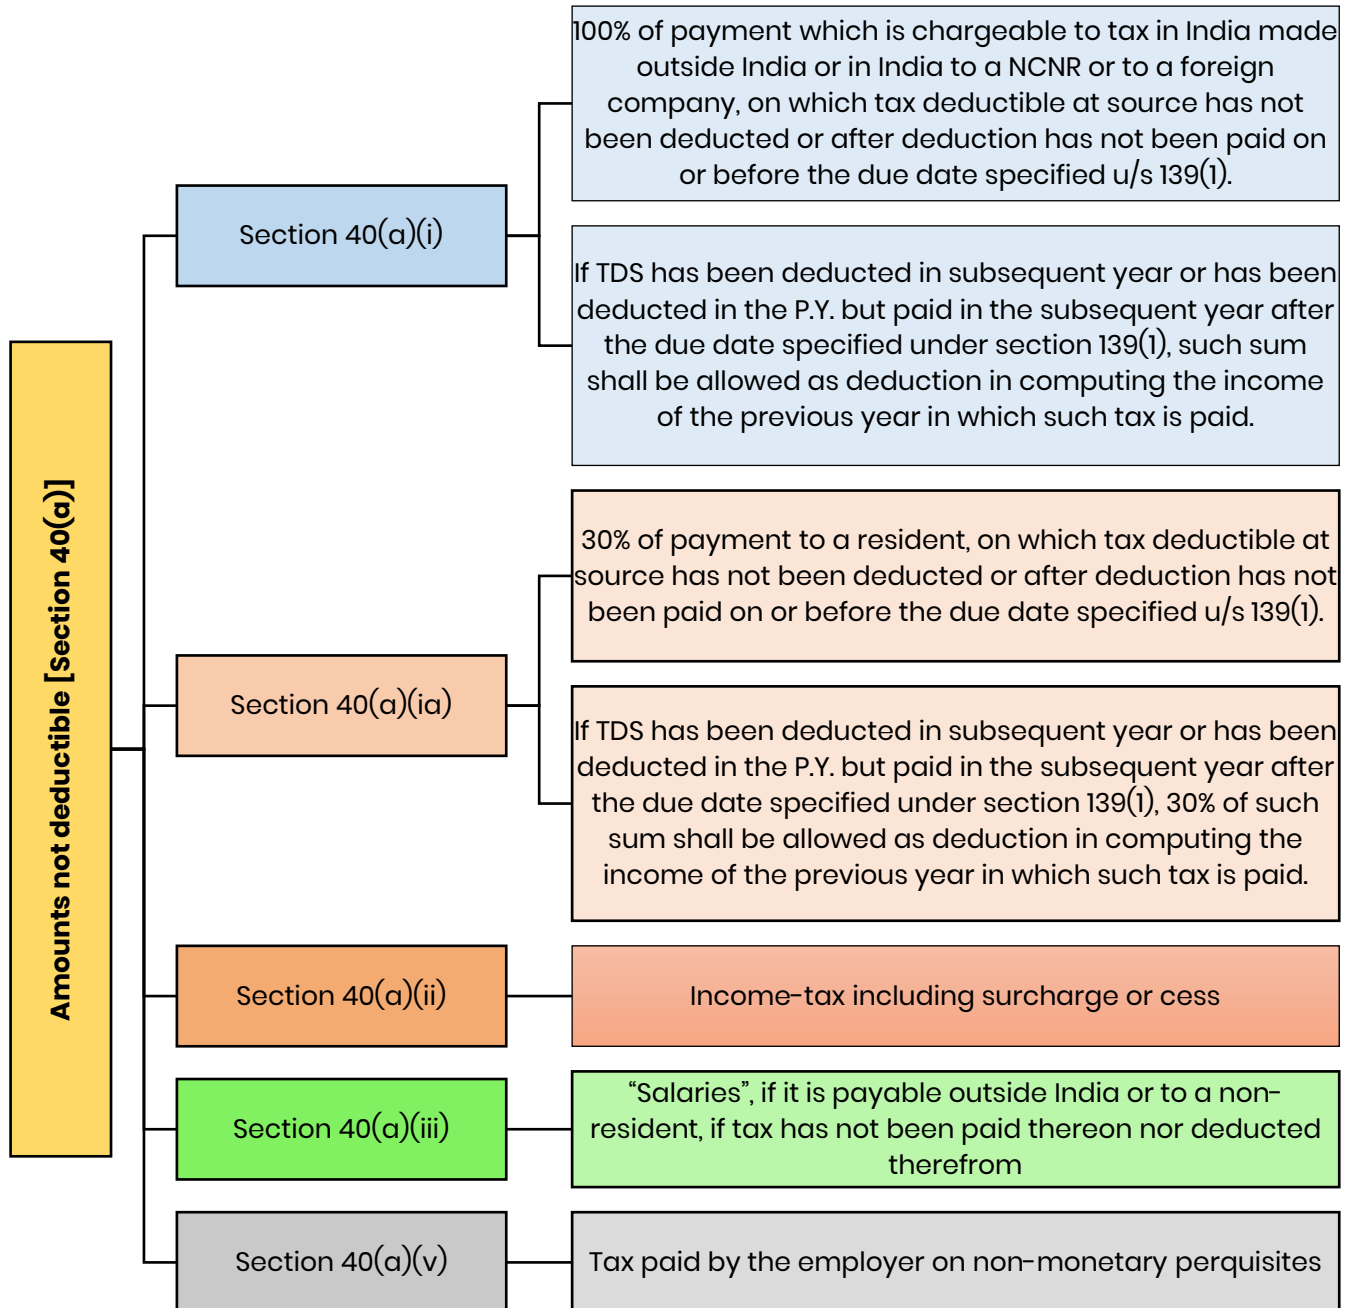 Amounts not deductible [Section 40(a)]
Section 40(a)(i)
100% of payment which is chargeable to tax in India made
outside India or in India to a NCNR or to a foreign
company, on which tax deductible at source has not
been deducted or after deduction has not been paid on
or before the due date specified u/s 139(1).
If TDS has been deducted in subsequent year or has been
deducted in the P.Y. but paid in the subsequent year after
the due date specified under section 139(1), such sum
shall be allowed as deduction in computing the income
of the previous year in which such tax is paid.
Section 40(a)(ia)
30% of payment to a resident, on which tax deductible at
source has not been deducted or after deduction has not
been paid on or before the due date specified u/s 139(1).
If TDS has been deducted in subsequent year or has been
deducted in the P.Y. but paid in the subsequent year after
the due date specified under section 139(1), 30% of such
sum shall be allowed as deduction in computing the
income of the previous year in which such tax is paid.
Section 40(a)(ii)
Income-tax including surcharge or cess
Section 40(a)(iii)
“Salaries”, if it is payable outside India or to a non-
resident, if tax has not been paid thereon nor deducted
therefrom
Section 40(a)(v)
Tax paid by the employer on non-monetary perquisites